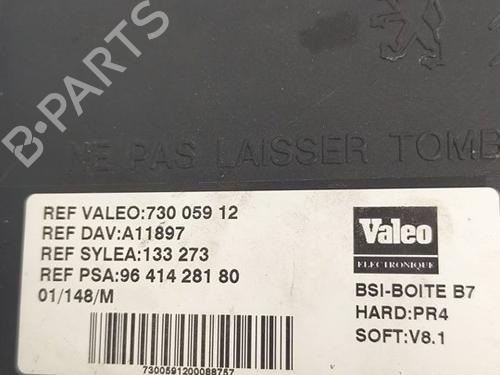 B-PARTS
NE PAS LAISSER TOMB
REF VALEO:730 059 12
REF DAV:A11897
REF SYLEA:133 273
REF PSA:96 414 281 80
01/148/M
7300591200088757
Valeo
ELECTRONIQUE
BSI-BOITE B7
HARD:PR4
SOFT:V8.1